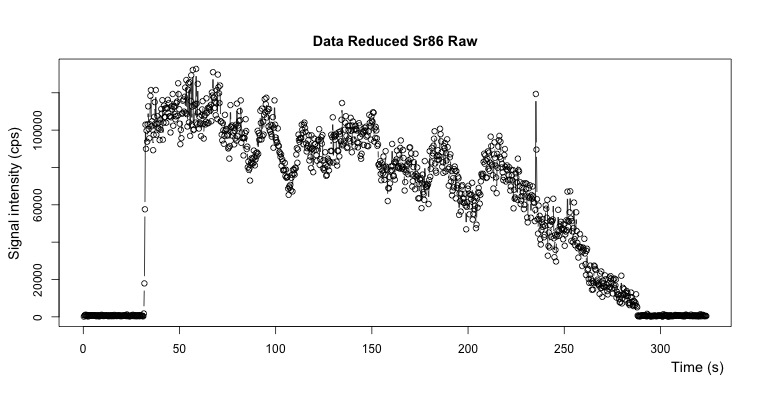 Data Reduced Sr86 Raw
Signal intensity (cps)
100000
60000
20000
0
0 50 100 150 200 250 300
Time (s)